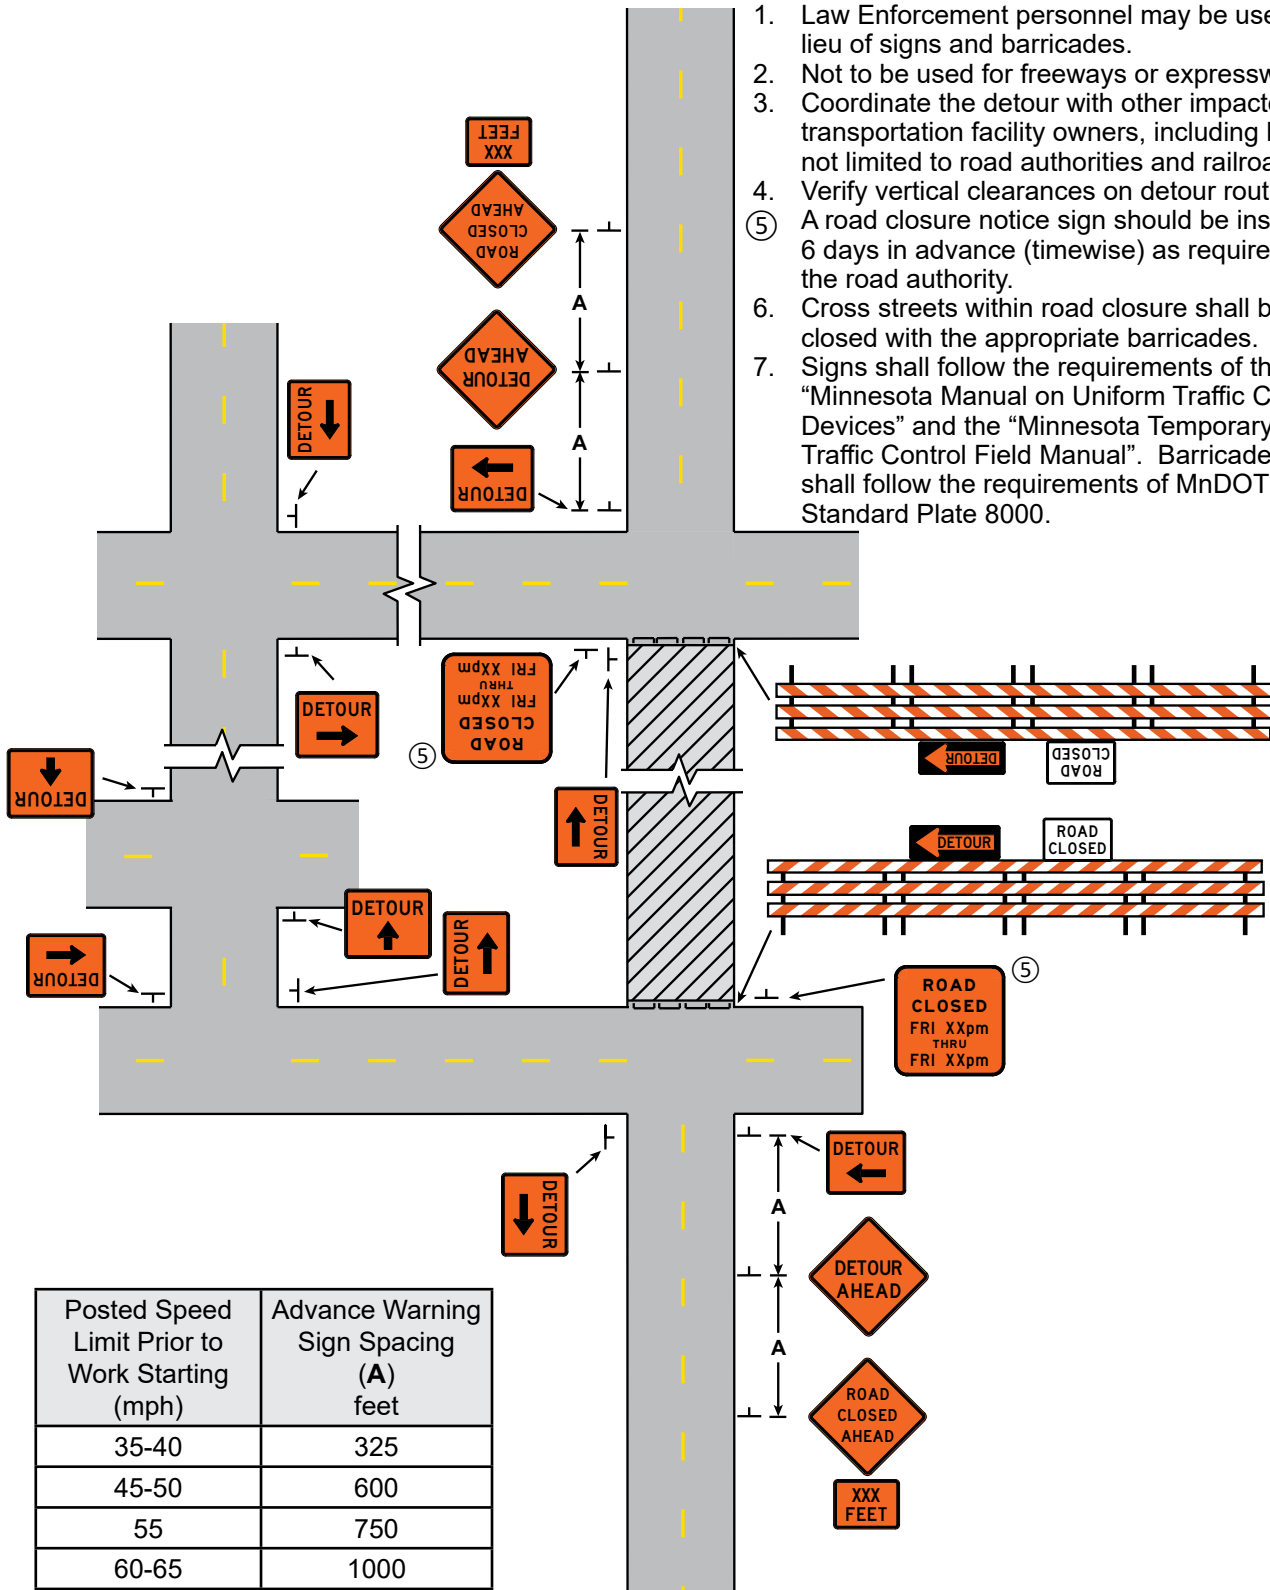 1. Law Enforcement personnel may be use
lieu of signs and barricades.
2. Not to be used for freeways or expressw
3. Coordinate the detour with other impacte
transportation facility owners, including
not limited to road authorities and railroa
4. Verify vertical clearances on detour rout
⑤ A road closure notice sign should be ins
6 days in advance (timewise) as require
the road authority.
6. Cross streets within road closure shall b
closed with the appropriate barricades.
7. Signs shall follow the requirements of th
“Minnesota Manual on Uniform Traffic C
Devices” and the “Minnesota Temporary
Traffic Control Field Manual”. Barricade
shall follow the requirements of MnDOT
Standard Plate 8000.
XXX
FEET
ROAD
CLOSED
AHEAD
A
DETOUR
AHEAD
A
DETOUR
DETOUR
DETOUR
ROAD
CLOSED
FRI XXpm
THRU
FRI XXpm
⑤
DETOUR
DETOUR
DETOUR
ROAD
CLOSED
DETOUR
ROAD
CLOSED
DETOUR
DETOUR
DETOUR
ROAD
CLOSED
FRI XXpm
THRU
FRI XXpm
⑤
DETOUR
DETOUR
A
DETOUR
AHEAD
A
ROAD
CLOSED
AHEAD
XXX
FEET
Posted Speed
Limit Prior to
Work Starting
(mph)
Advance Warning
Sign Spacing
(A)
feet
35-40 325
45-50 600
55 750
60-65 1000